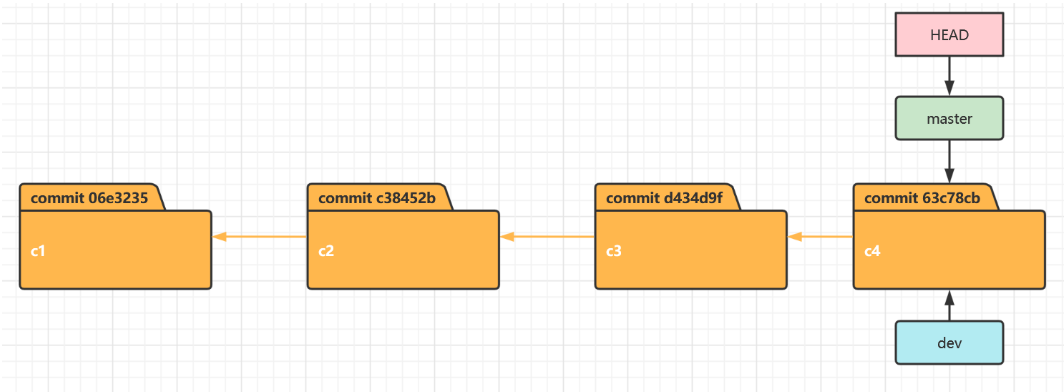 HEAD
master
commit 06e3235
commit c38452b
commit d434d9f
commit 63c78cb
c1
c2
c3
c4
dev